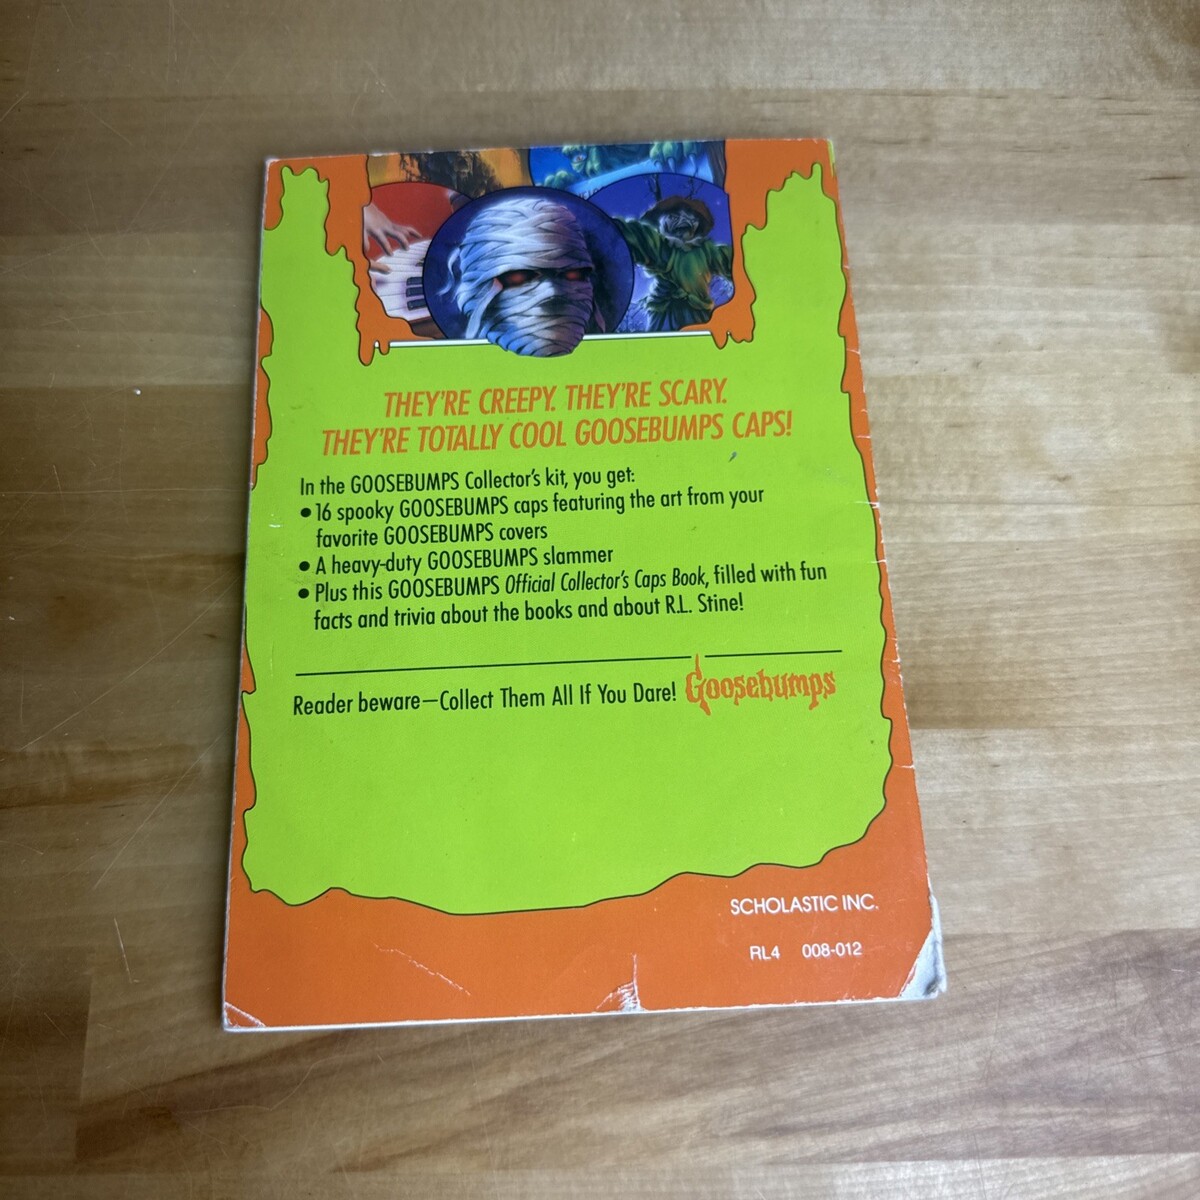 THEY'RE CREEPY. THEY'RE SCARY.
THEY'RE TOTALLY COOL GOOSEBUMPS CAPS!
In the GOOSEBUMPS Collector's kit, you get:
• 16 spooky GOOSEBUMPS caps featuring the art from your
favorite GOOSEBUMPS covers
• A heavy-duty GOOSEBUMPS slammer
• Plus this GOOSEBUMPS Official Collector's Caps Book, filled with fun
facts and trivia about the books and about R.L. Stine!
Reader beware—Collect Them All If You Dare! Goosebumps
SCHOLASTIC INC.
RL4 008-012